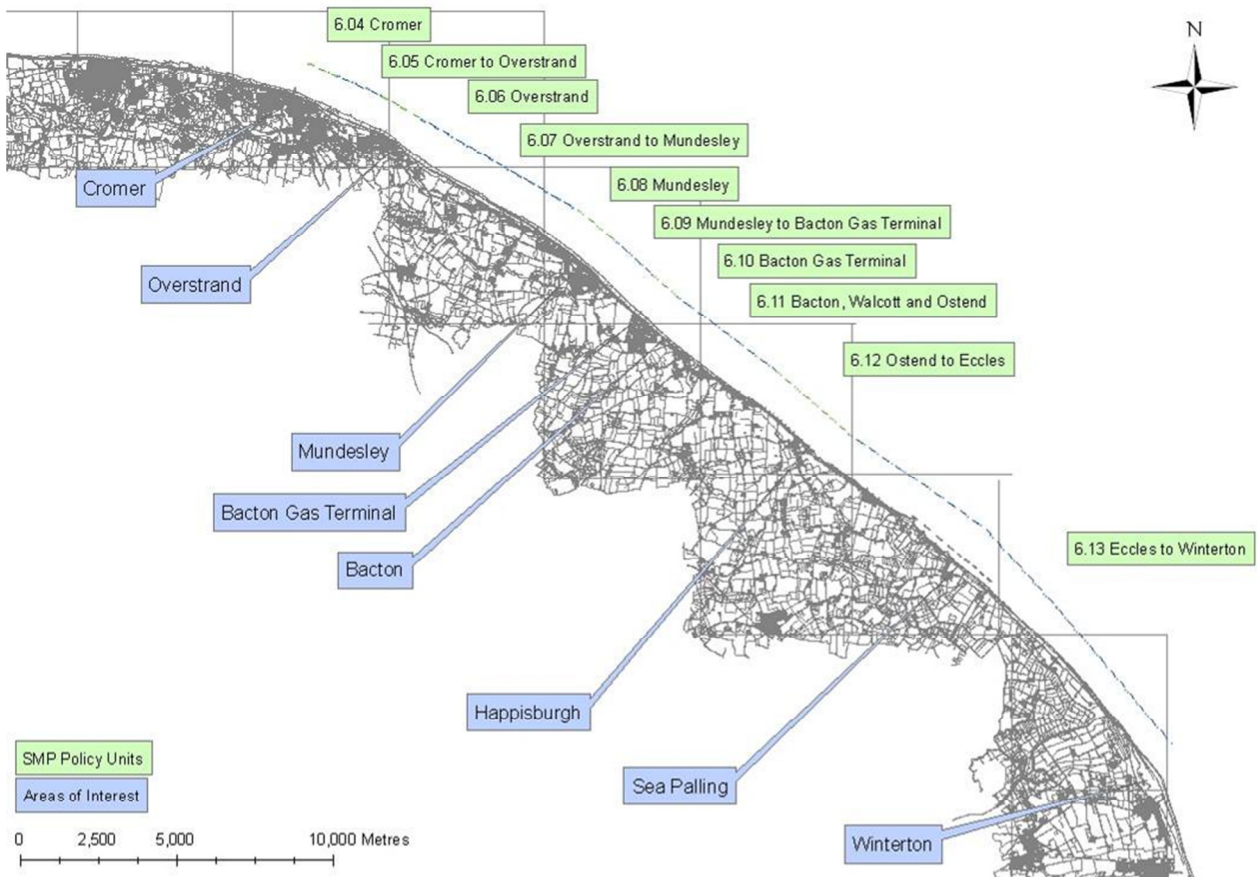 6.04 Cromer
N
6.05 Cromer to Overstrand
6.06 Overstrand
6.07 Overstrand to Mundesley
Cromer
6.08 Mundesley
6.09 Mundesley to Bacton Gas Terminal
6.10 Bacton Gas Terminal
Overstrand
6.11 Bacton, Walcott and Ostend
6.12 Ostend to Eccles
Mundesley
Bacton Gas Terminal
6.13 Eccles to Winterton
Bacton
Happisburgh
SMP Policy Units
Sea Palling
Areas of Interest
0 2,500 5,000 10,000 Metres
Winterton